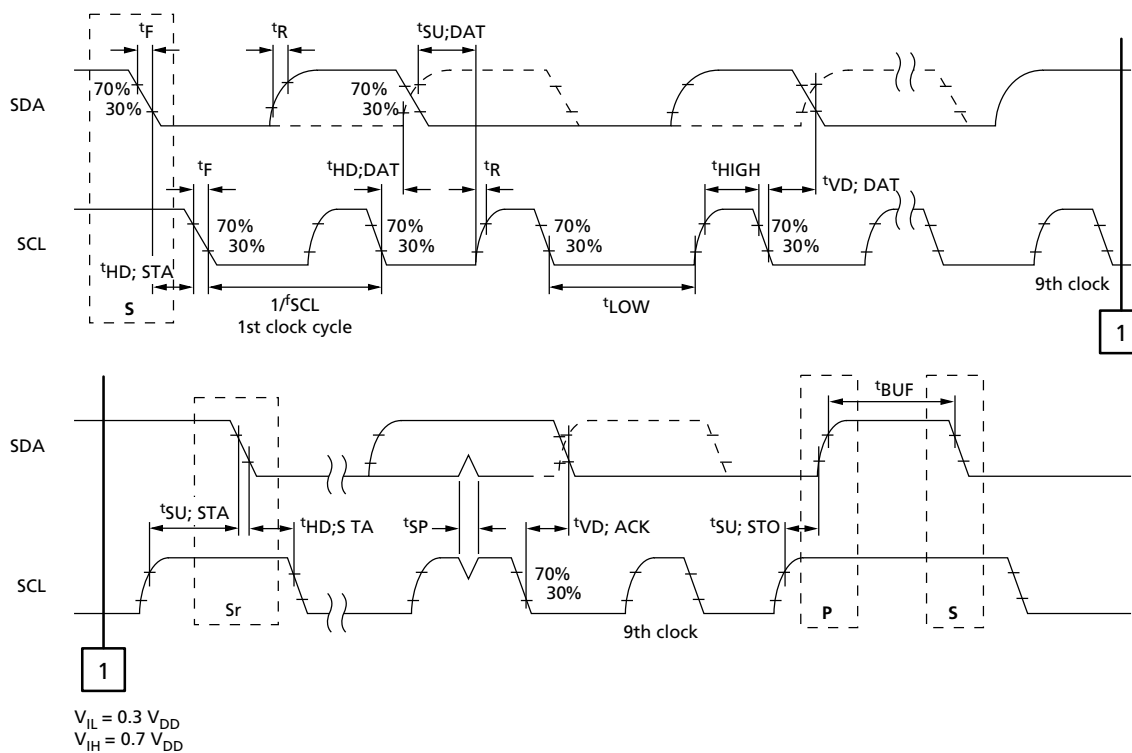 tF tR tSU;DAT
70%
30%
70%
30%
SDA
tF tHD;DAT tR tHIGH tVD; DAT
70%
30%
70%
30%
70%
30%
SCL
tHD; STA
S
1/fSCL
1st clock cycle
tLOW
9th clock
1
tBUF
SDA
tSU; STA tHD;S TA tSP tVD; ACK tSU; STO
70%
30%
SCL
Sr
9th clock
P S
1
VIL = 0.3 VDD
VIH = 0.7 VDD